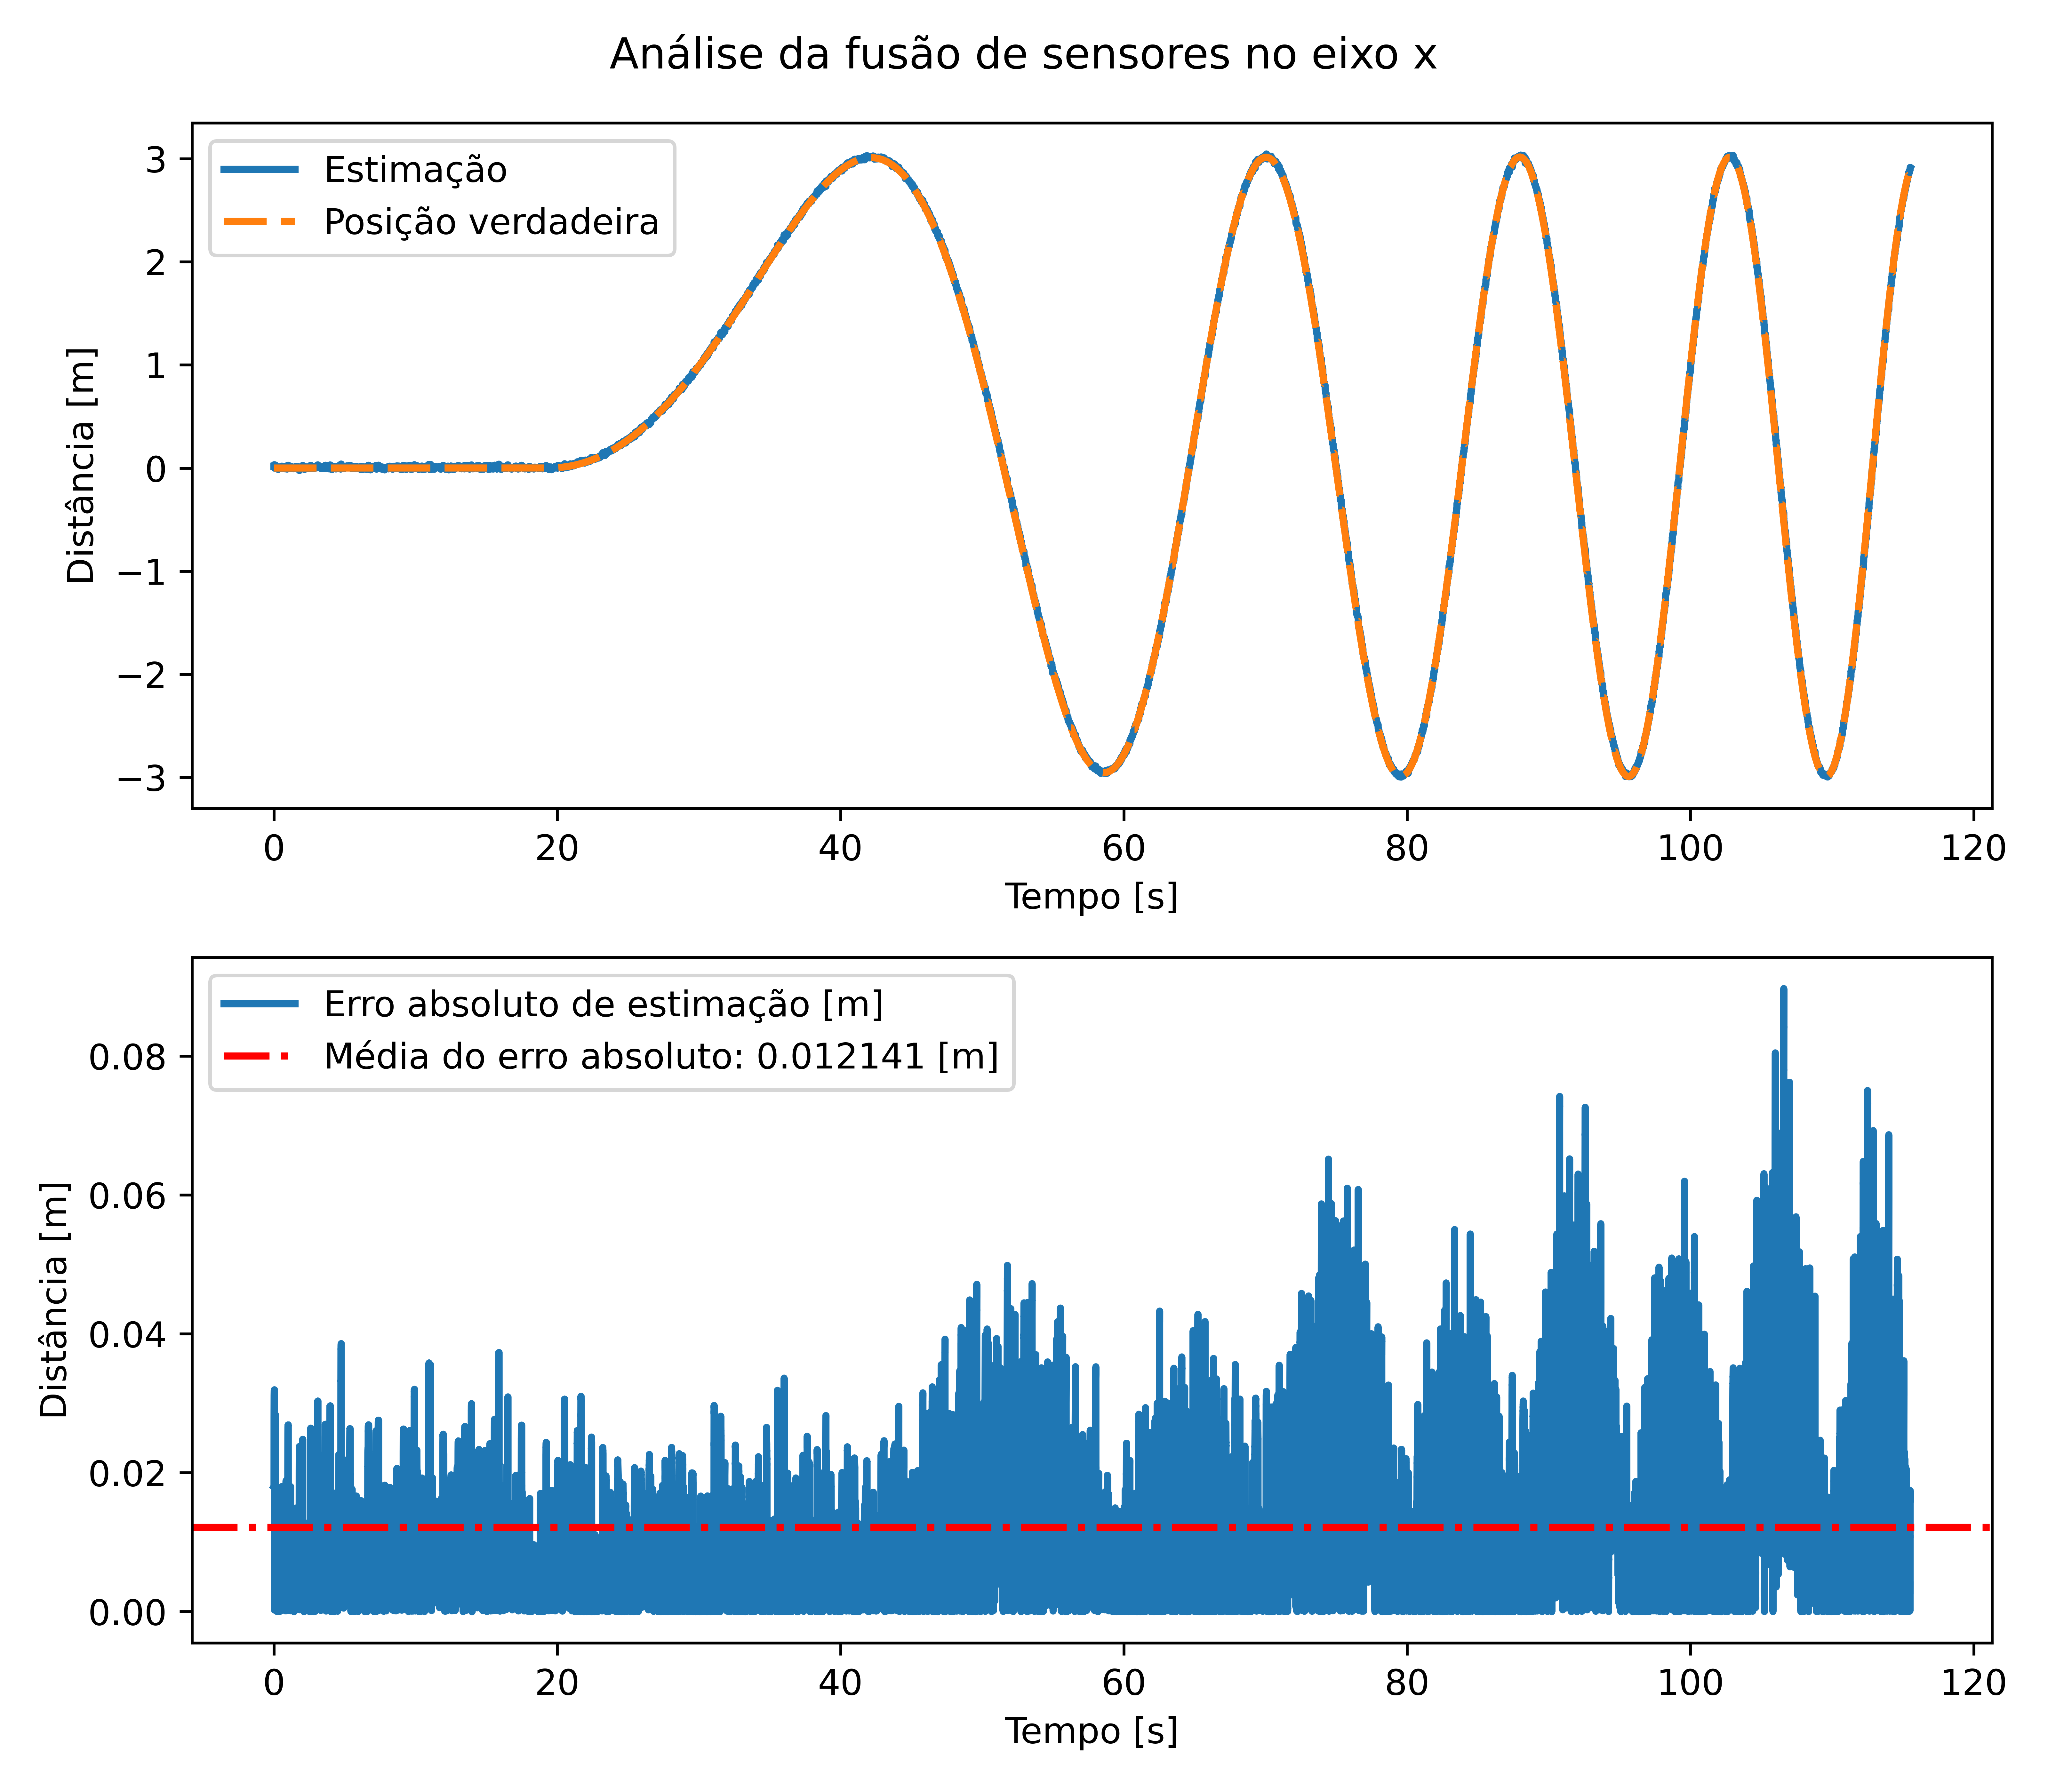 Análise da fusão de sensores no eixo x
Estimação
Posição verdadeira
Distância [m]
3
2
1
0
−1
−2
−3
0 20 40 60 80 100 120
Tempo [s]
Erro absoluto de estimação [m]
Média do erro absoluto: 0.012141 [m]
Distância [m]
0.08
0.06
0.04
0.02
0.00
0 20 40 60 80 100 120
Tempo [s]